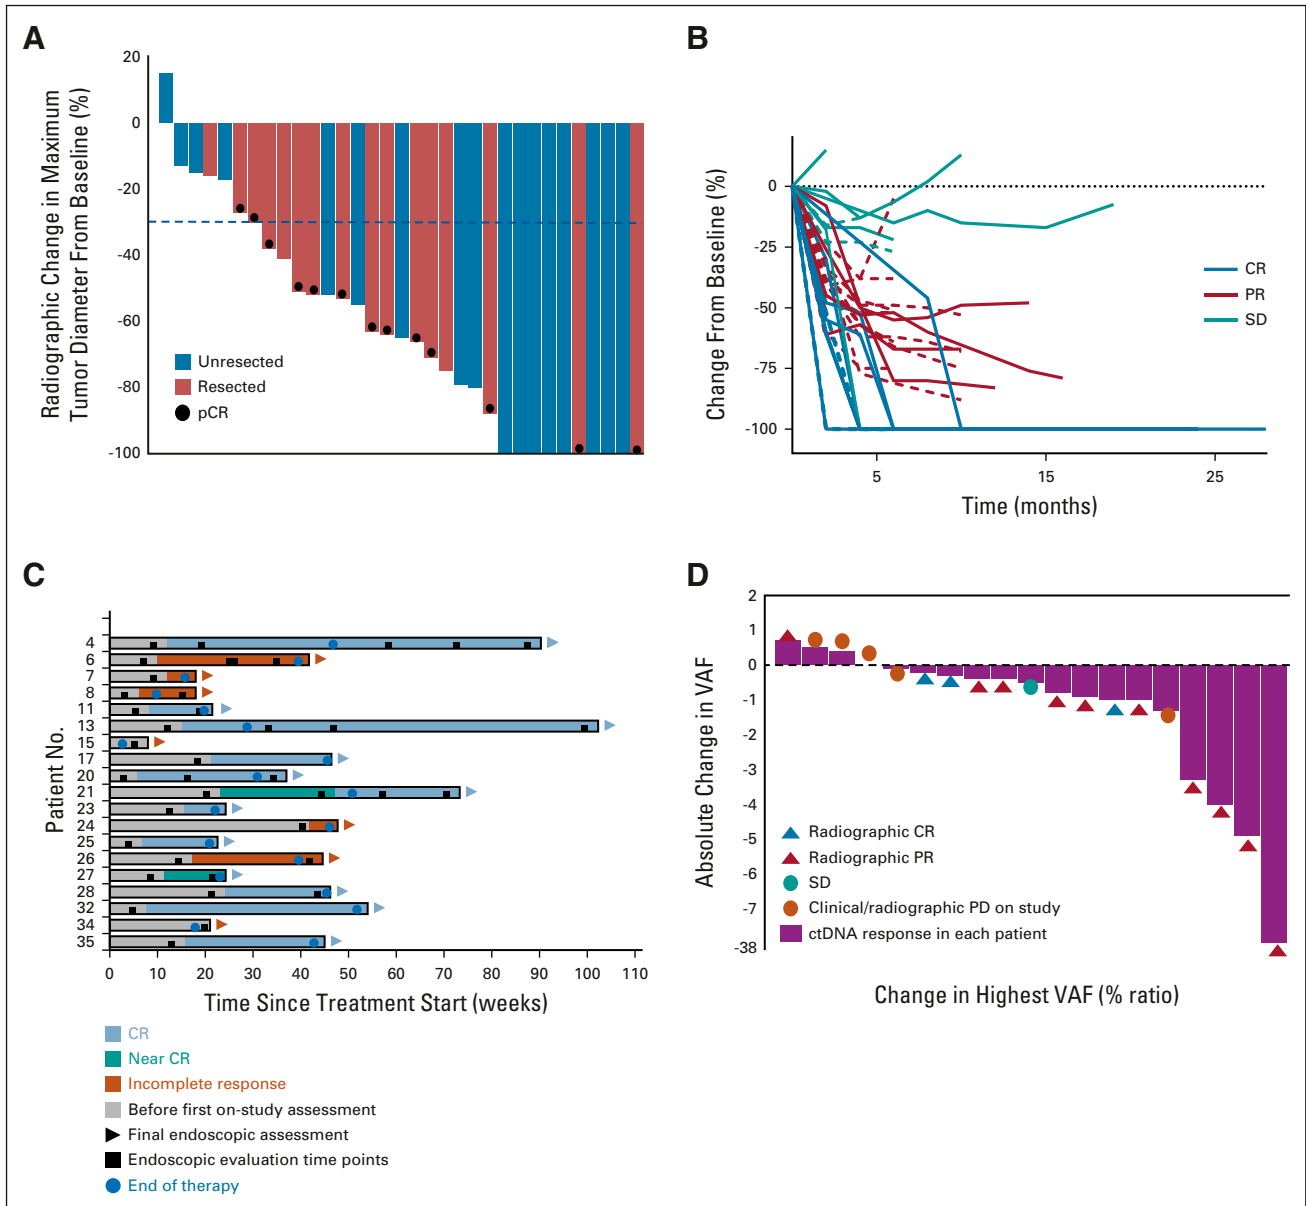 A
Radiographic Change in Maximum
Tumor Diameter From Baseline (%)
20
0
-20
-40
-60
-80
-100
Unresected
Resected
pCR
B
Change From Baseline (%)
0
-25
-50
-75
-100
5
15
25
Time (months)
CR
PR
SD
C
Patient No.
4
6
7
8
11
13
15
17
20
21
23
24
25
26
27
28
32
34
35
0
10
20
30
40
50
60
70
80
90
100
110
Time Since Treatment Start (weeks)
CR
Near CR
Incomplete response
Before first on-study assessment
Final endoscopic assessment
Endoscopic evaluation time points
End of therapy
D
Absolute Change in VAF
2
1
0
-1
-2
-3
-4
-5
-6
-7
-38
Radiographic CR
Radiographic PR
SD
Clinical/radiographic PD on study
ctDNA response in each patient
Change in Highest VAF (% ratio)